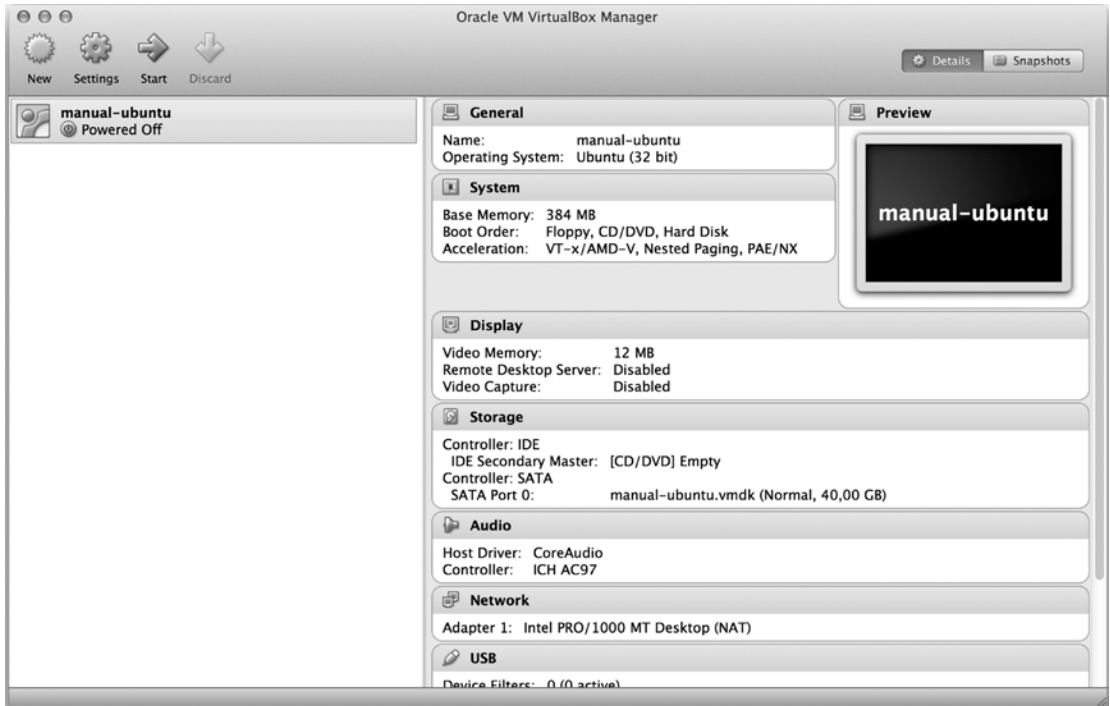 Oracle VM VirtualBox Manager
New Settings Start Discard
Details Snapshots
manual-ubuntu
Powered Off
General
Name: manual-ubuntu
Operating System: Ubuntu (32 bit)
System
Base Memory: 384 MB
Boot Order: Floppy, CD/DVD, Hard Disk
Acceleration: VT-x/AMD-V, Nested Paging, PAE/NX
Preview
manual-ubuntu
Display
Video Memory: 12 MB
Remote Desktop Server: Disabled
Video Capture: Disabled
Storage
Controller: IDE
IDE Secondary Master: [CD/DVD] Empty
Controller: SATA
SATA Port 0: manual-ubuntu.vmdk (Normal, 40,00 GB)
Audio
Host Driver: CoreAudio
Controller: ICH AC97
Network
Adapter 1: Intel PRO/1000 MT Desktop (NAT)
USB
Device Filters: 0 (0 active)